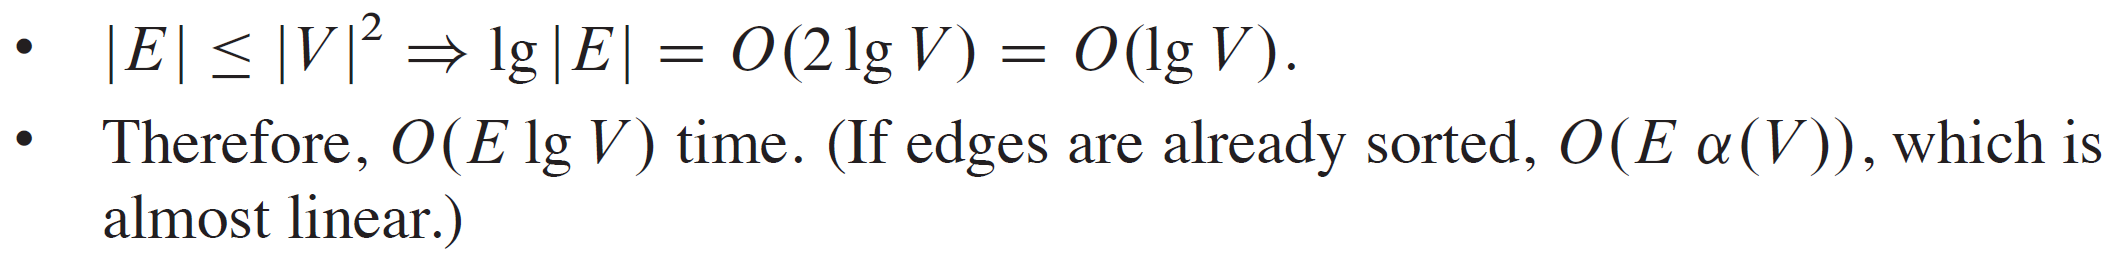 • |E| ≤ |V|² ⇒ lg|E| = O(2 lg V) = O(lg V).
• Therefore, O(E lg V) time. (If edges are already sorted, O(E α(V)), which is
almost linear.)